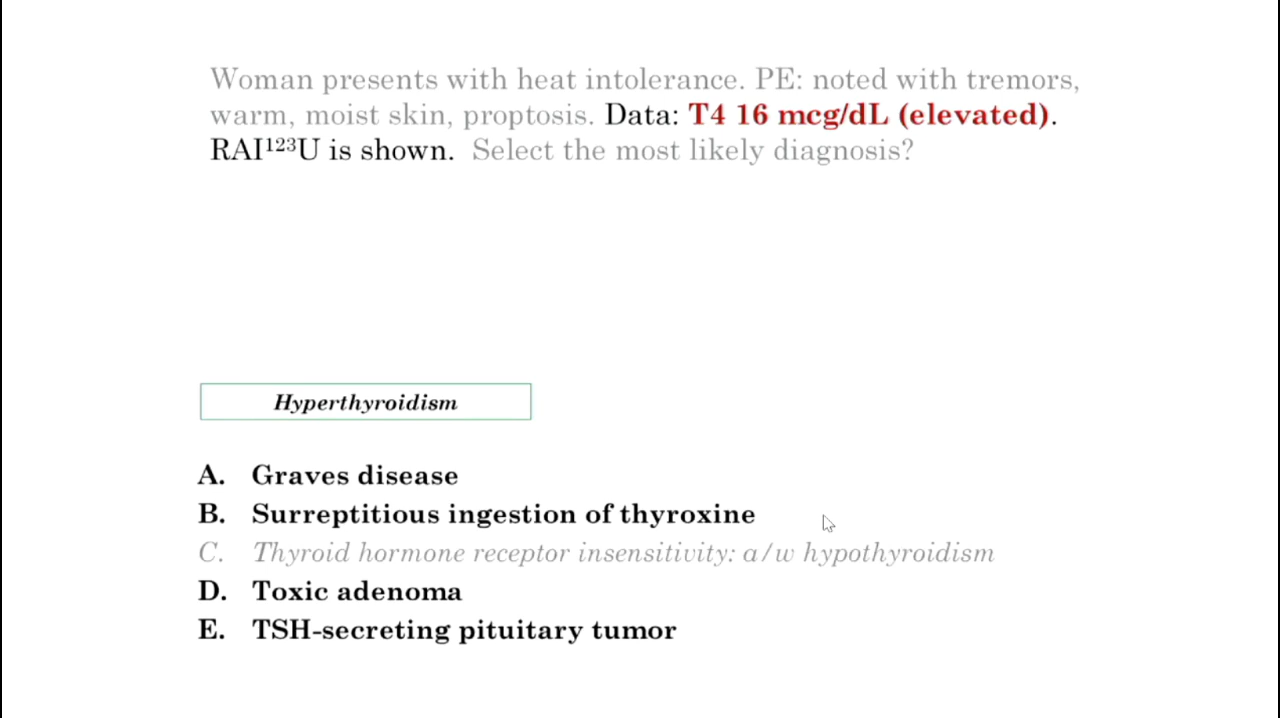 Woman presents with heat intolerance. PE: noted with tremors,
warm, moist skin, proptosis. Data: T4 16 mcg/dL (elevated).
RAI¹²³U is shown. Select the most likely diagnosis?
Hyperthyroidism
A. Graves disease
B. Surreptitious ingestion of thyroxine
C. Thyroid hormone receptor insensitivity: a/w hypothyroidism
D. Toxic adenoma
E. TSH-secreting pituitary tumor